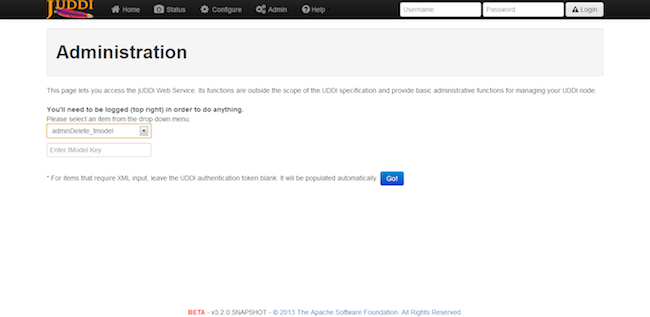 jUDDI Home Status Configure Admin Help Username Password Login
Administration
This page lets you access the jUDDI Web Service. Its functions are outside the scope of the UDDI specification and provide basic administrative functions for managing your UDDI node.
You'll need to be logged (top right) in order to do anything.
Please select an item from the drop down menu
adminDelete_tmodel
Enter tModel Key
* For items that require XML input, leave the UDDI authentication token blank. It will be populated automatically. Go!
BETA - v3.2.0 SNAPSHOT - © 2013 The Apache Software Foundation. All Rights Reserved.